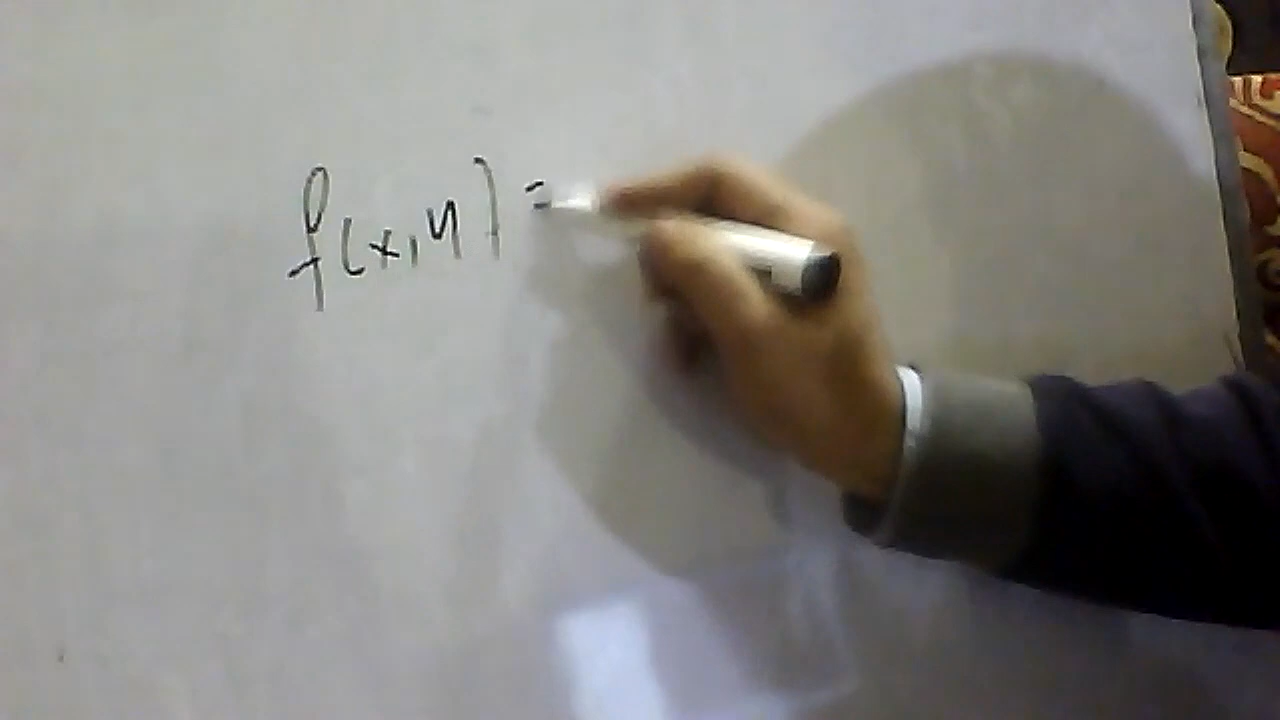 f(x,y) =